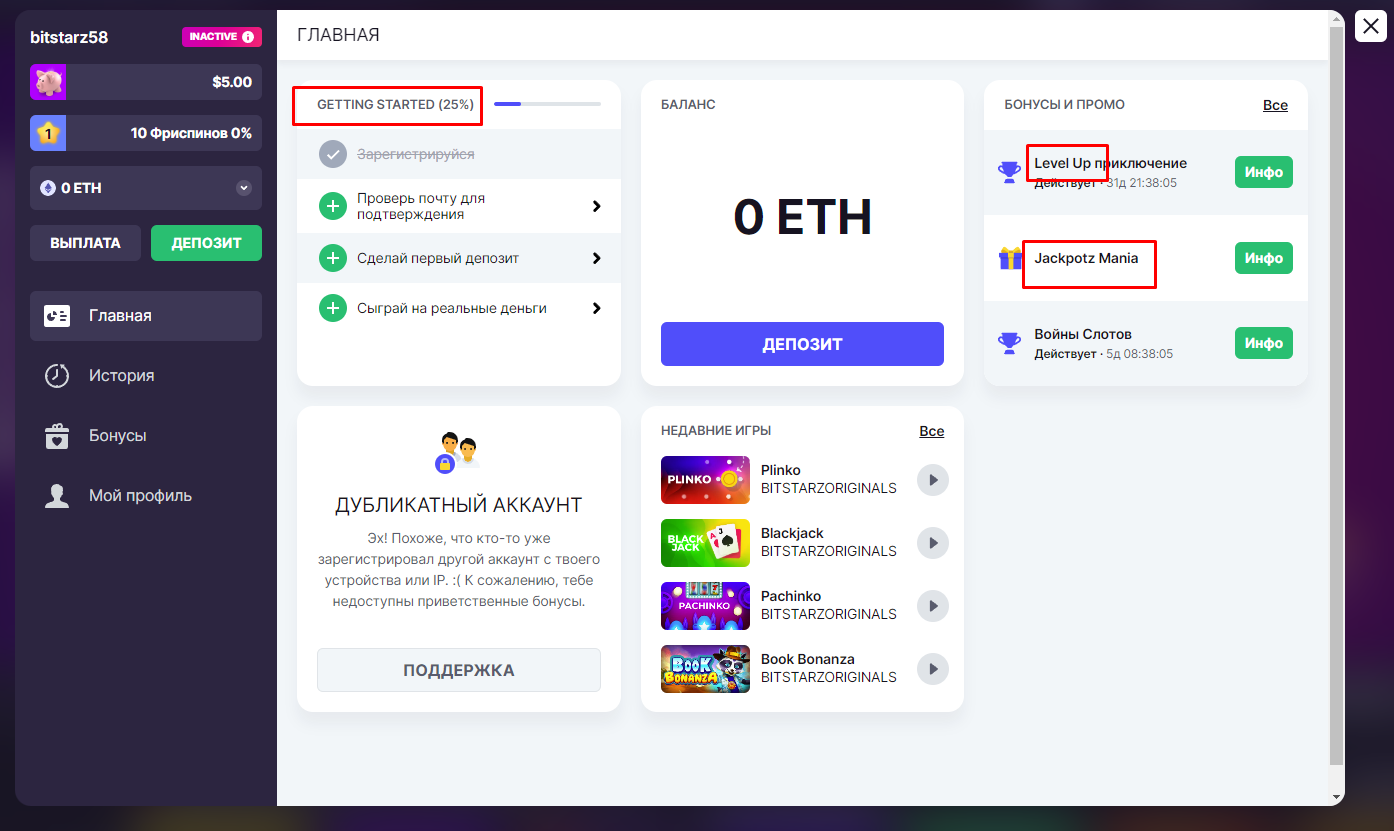 bitstarz58
INACTIVE
$5.00
1
10 Фриспинов 0%
0 ETH
ВЫПЛАТА
ДЕПОЗИТ
Главная
История
Бонусы
Мой профиль
ГЛАВНАЯ
GETTING STARTED (25%)
Зарегистрируйся
Проверь почту для
подтверждения
Сделай первый депозит
Сыграй на реальные деньги
БАЛАНС
0 ETH
ДЕПОЗИТ
БОНУСЫ И ПРОМО
Все
Level Up приключение
Действует · 31д 21:38:05
Инфо
Jackpotz Mania
Инфо
Войны Слотов
Действует · 5д 08:38:05
Инфо
ДУБЛИКАТНЫЙ АККАУНТ
Эх! Похоже, что кто-то уже
зарегистрировал другой аккаунт с твоего
устройства или IP. :( К сожалению, тебе
недоступны приветственные бонусы.
ПОДДЕРЖКА
НЕДАВНИЕ ИГРЫ
Все
PLINKO
Plinko
BITSTARZORIGINALS
BLACK
JACK
Blackjack
BITSTARZORIGINALS
PACHINKO
Pachinko
BITSTARZORIGINALS
BOOK
BONANZA
Book Bonanza
BITSTARZORIGINALS